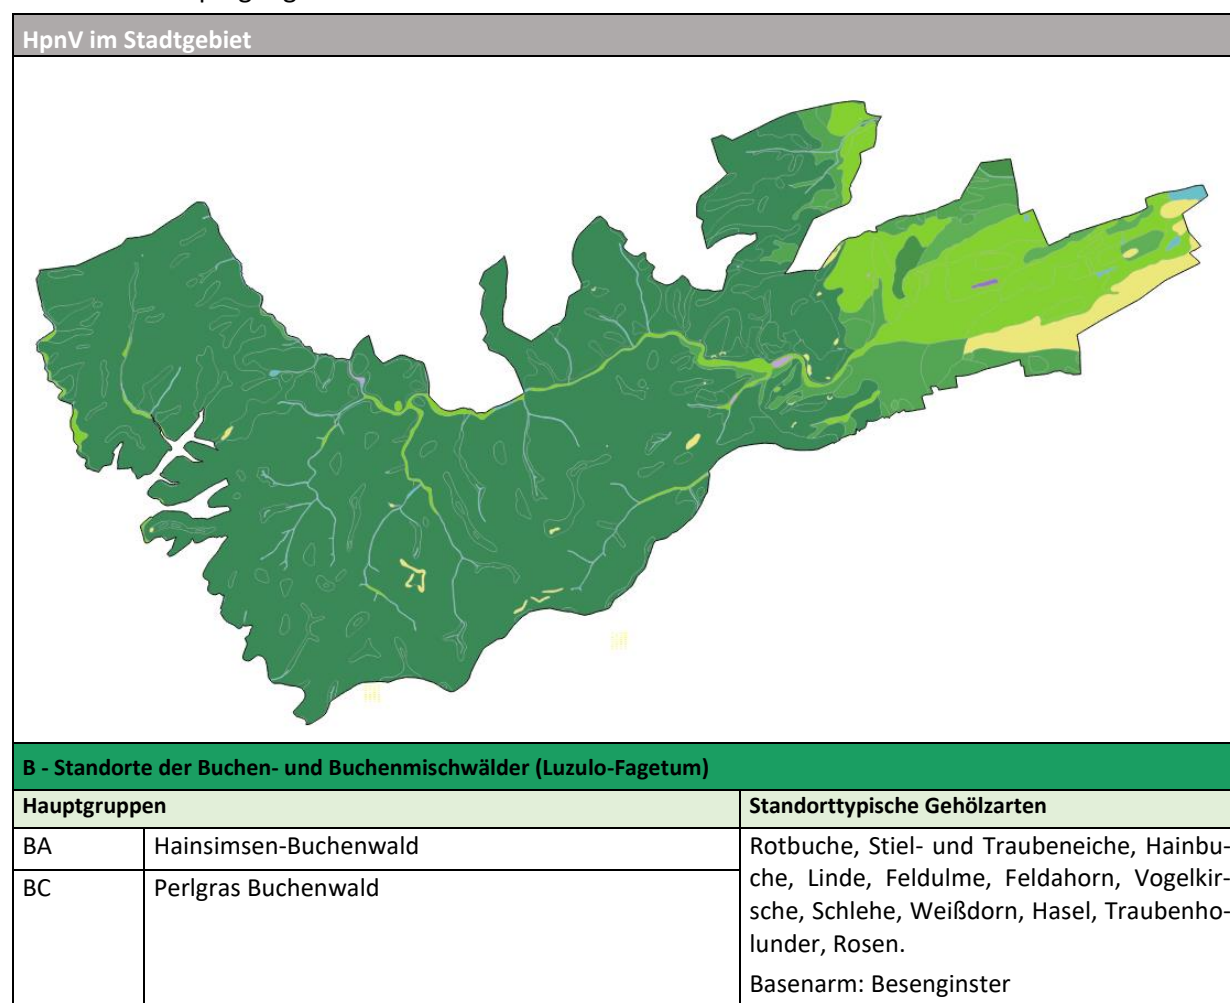 HpnV im Stadtgebiet
B - Standorte der Buchen- und Buchenmischwälder (Luzulo-Fagetum)
Hauptgruppen
Standorttypische Gehölzarten
BA
Hainsimsen-Buchenwald
BC
Perlgras Buchenwald
Rotbuche, Stiel- und Traubeneiche, Hainbu-
che, Linde, Feldulme, Feldahorn, Vogelkir-
sche, Schlehe, Weißdorn, Hasel, Traubenho-
lunder, Rosen.
Basenarm: Besenginster